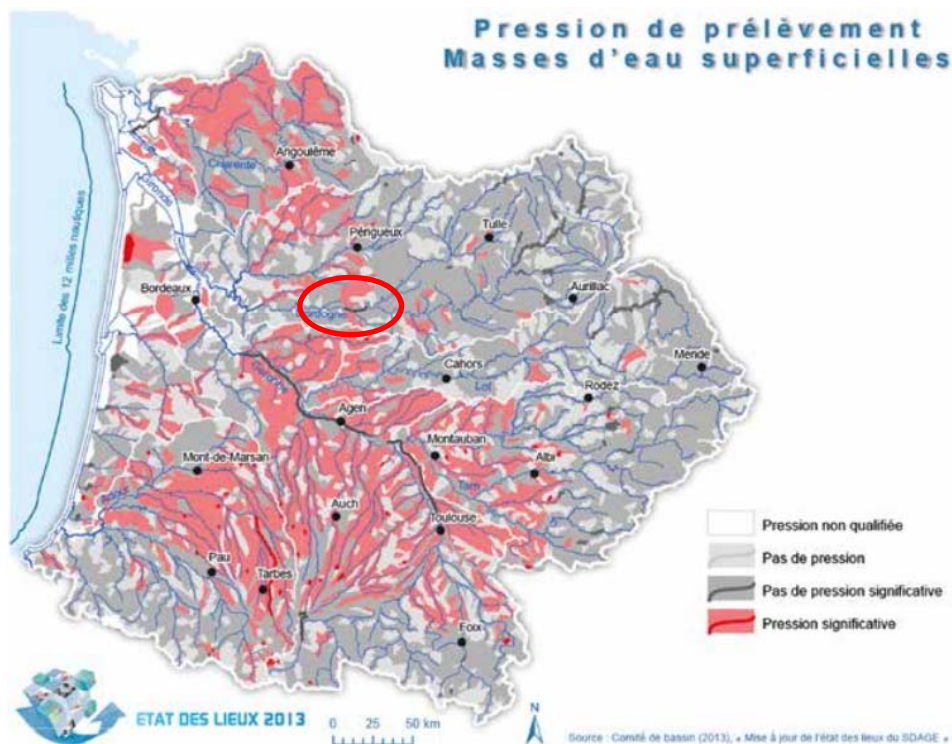 Pression de prélèvement
Masses d'eau superficielles
Limite des 12 milles nautiques
Gironde
Charente
Angoulême
Périgueux
Tulle
Bordeaux
Dordogne
Aurillac
Cahors
Lot
Mende
Rodez
Garonne
Agen
Montauban
Albi
Tarn
Mont-de-Marsan
Adour
Auch
Toulouse
Pau
Tarbes
Foix
Pression non qualifiée
Pas de pression
Pas de pression significative
Pression significative
ETAT DES LIEUX 2013
0 25 50 km
N
Source : Comité de bassin (2013), « Mise à jour de l'état des lieux du SDAGE »